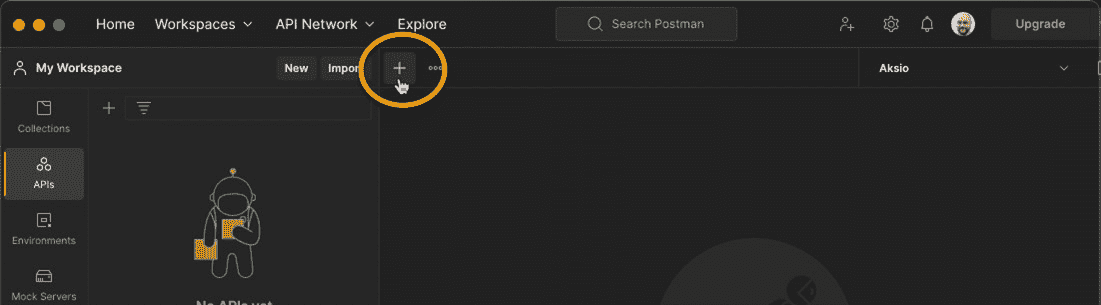 Home Workspaces API Network Explore Search Postman Upgrade
My Workspace New Import Aksio
Collections
APIs
Environments
Mock Servers
No APIs yet